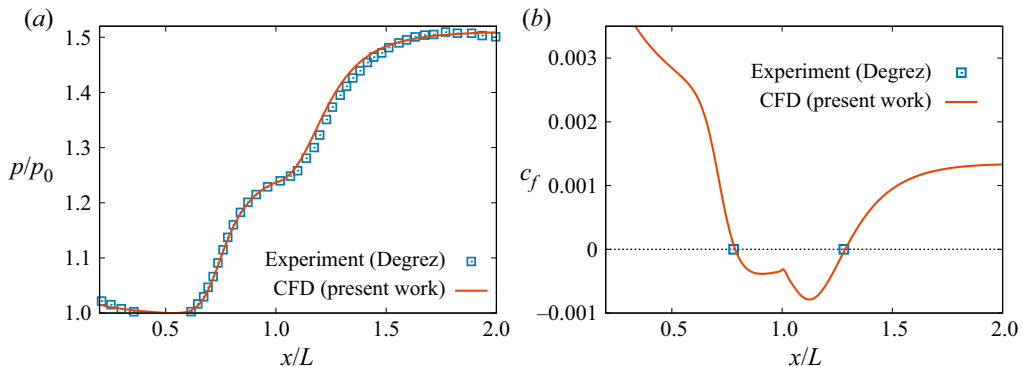 (a)
1.5
1.4
1.3
1.2
1.1
1.0
p/p0
Experiment (Degrez)
CFD (present work)
0.5 1.0 1.5 2.0
x/L
(b)
0.003
0.002
0.001
0
−0.001
cf
Experiment (Degrez)
CFD (present work)
0.5 1.0 1.5 2.0
x/L